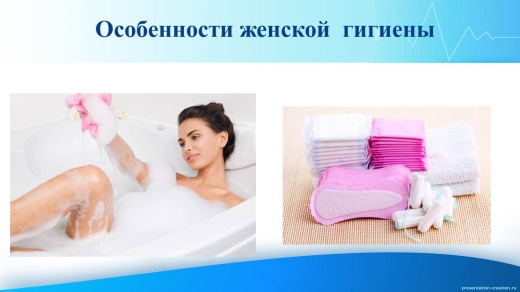 Особенности женской  гигиены
presentation-creation.ru